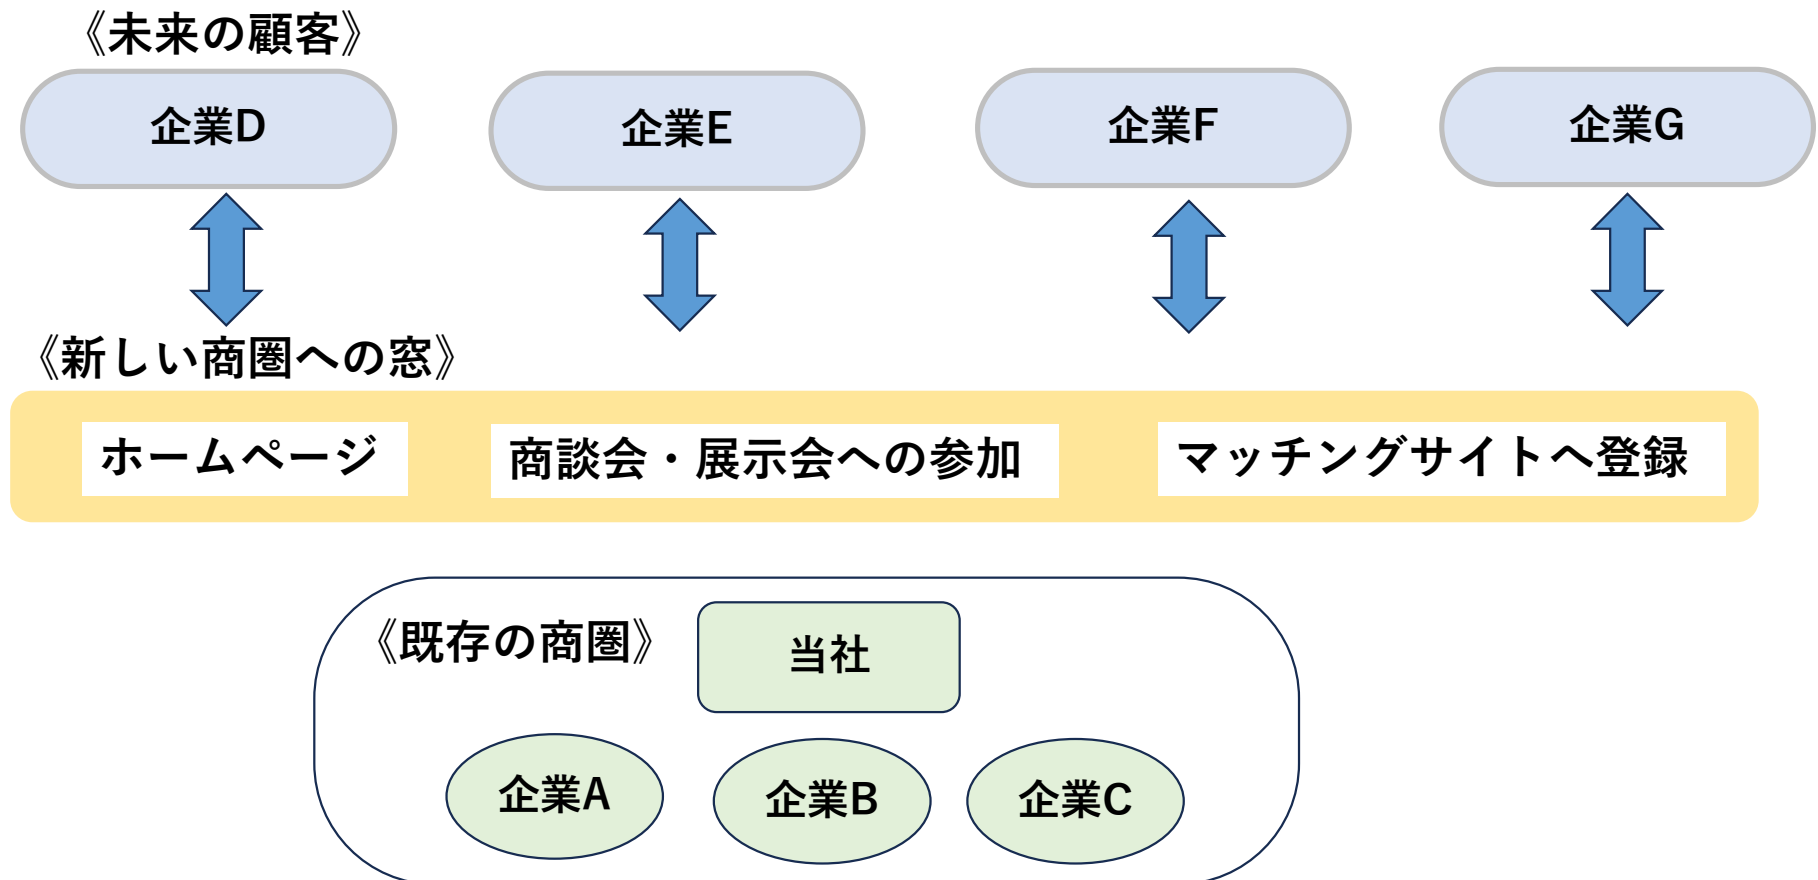 《未来の顧客》
企業D
企業E
企業F
企業G
《新しい商圏への窓》
ホームページ
商談会・展示会への参加
マッチングサイトへ登録
《既存の商圏》
当社
企業A
企業B
企業C